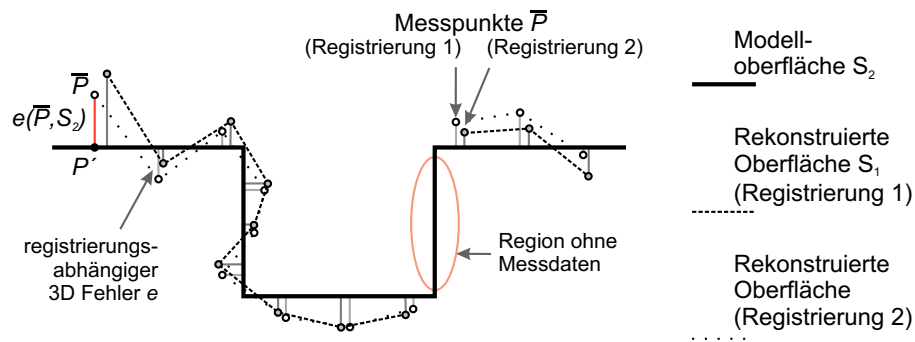 Messpunkte P̅
(Registrierung 1) (Registrierung 2)
P̅
e(P̅,S₂)
P´
registrierungs-
abhängiger
3D Fehler e
Region ohne
Messdaten
Modell-
oberfläche S₂
Rekonstruierte
Oberfläche S₁
(Registrierung 1)
Rekonstruierte
Oberfläche
(Registrierung 2)